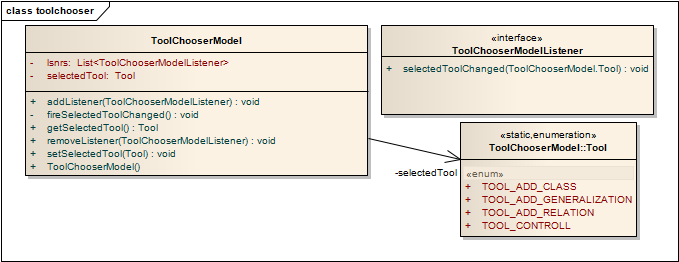 class toolchooser
ToolChooserModel
- lsnrs: List<ToolChooserModelListener>
- selectedTool: Tool
+ addListener(ToolChooserModelListener) : void
- fireSelectedToolChanged() : void
+ getSelectedTool() : Tool
+ removeListener(ToolChooserModelListener) : void
+ setSelectedTool(Tool) : void
+ ToolChooserModel()
«interface»
ToolChooserModelListener
+ selectedToolChanged(ToolChooserModel.Tool) : void
-selectedTool
«static,enumeration»
ToolChooserModel::Tool
«enum»
+ TOOL_ADD_CLASS
+ TOOL_ADD_GENERALIZATION
+ TOOL_ADD_RELATION
+ TOOL_CONTROLL